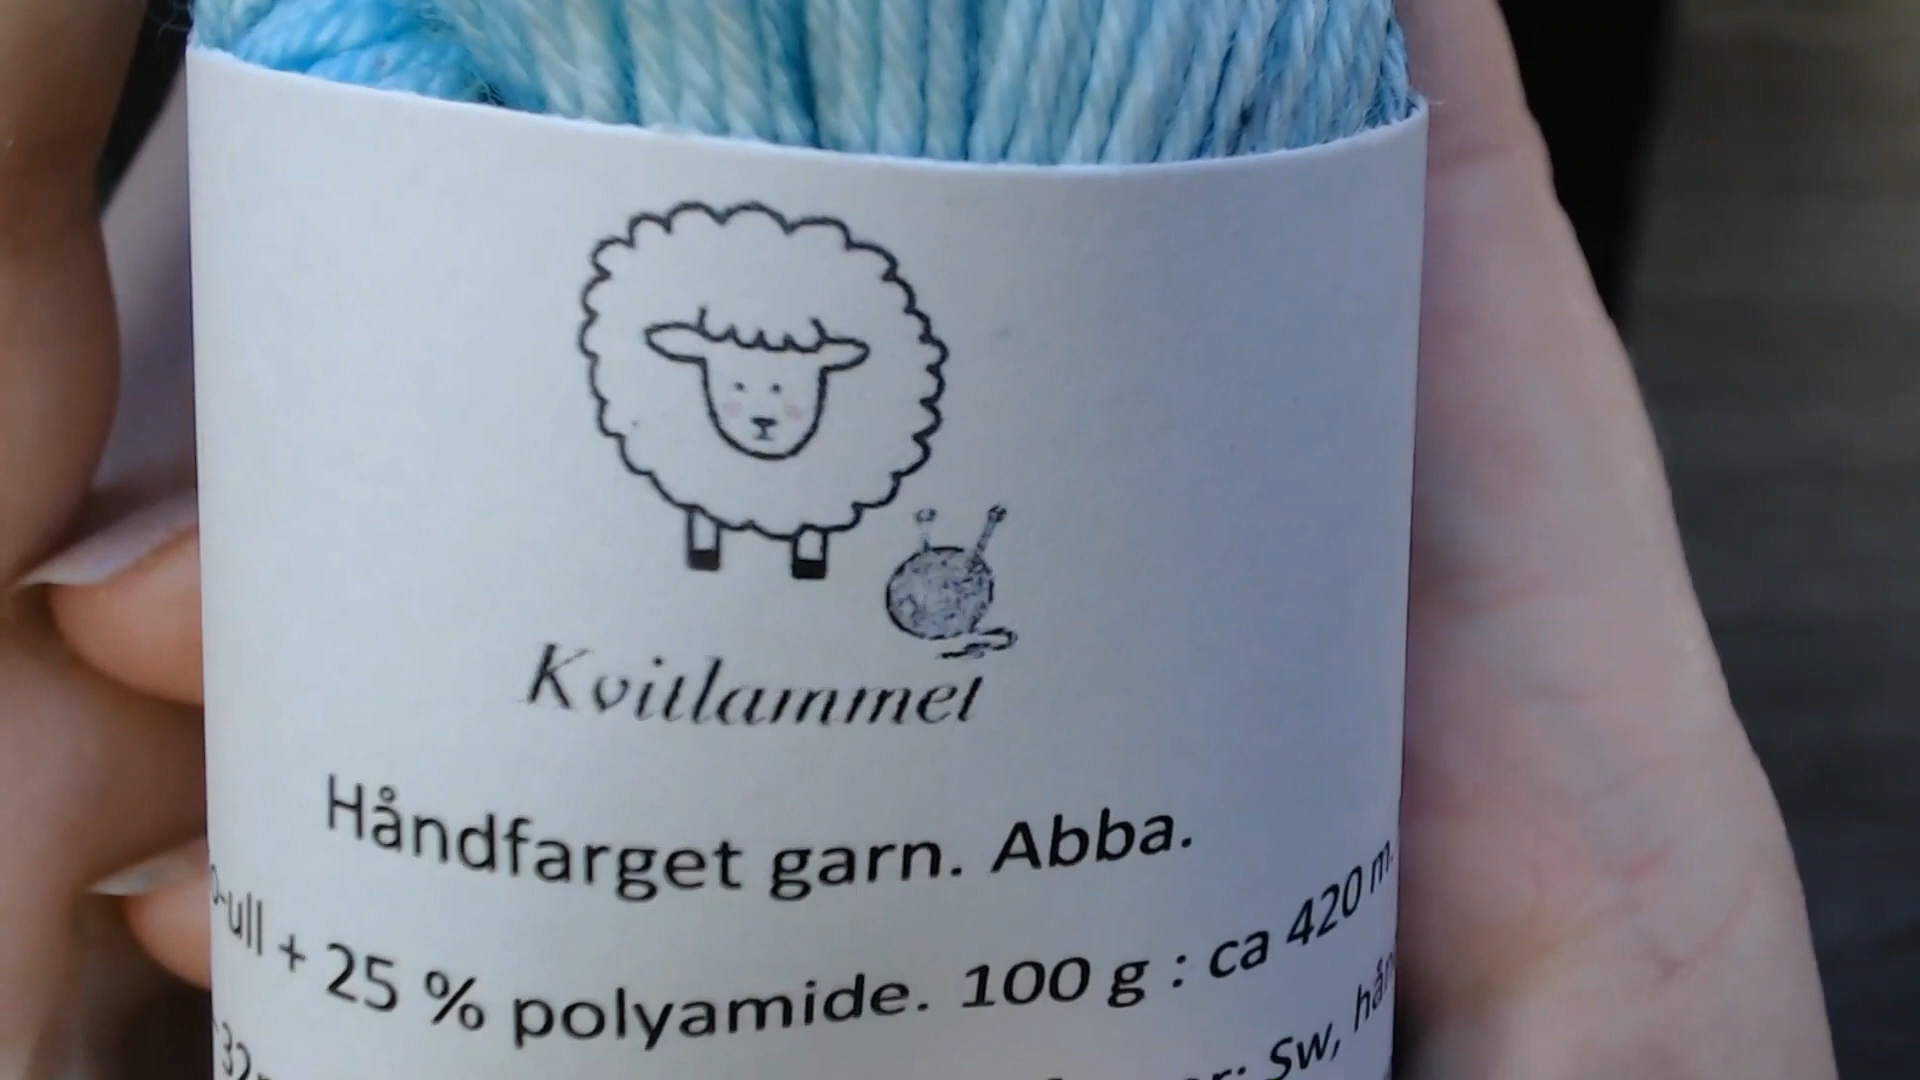 Kvitlammet
Håndfarget garn. Abba.
-ull + 25 % polyamide. 100 g : ca 420 m.
Sw,